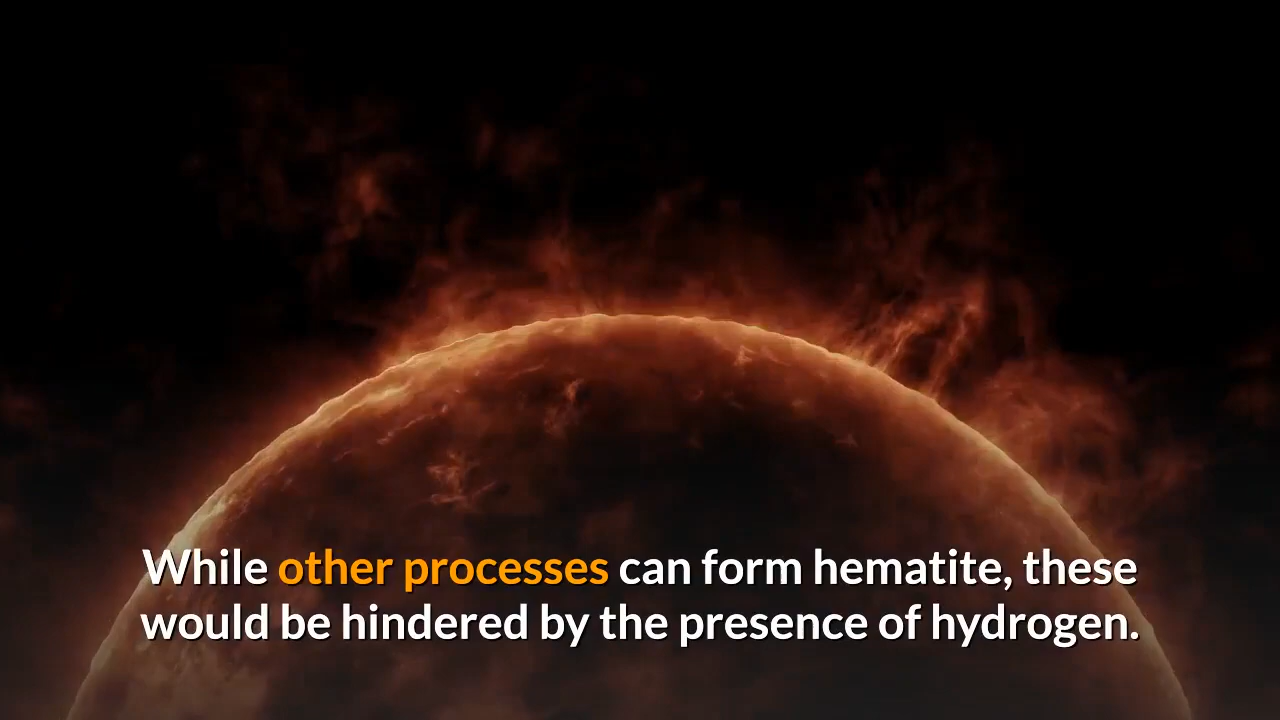 While other processes can form hematite, these
would be hindered by the presence of hydrogen.